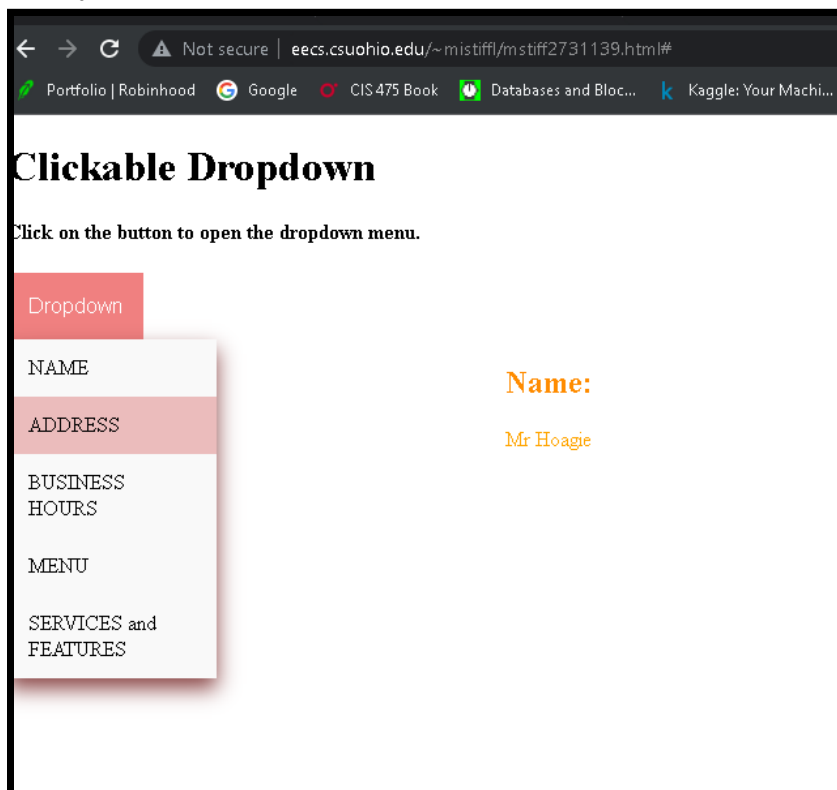 Not secure | eecs.csuohio.edu/~mistiffl/mstiff2731139.html#
Portfolio | Robinhood Google CIS 475 Book Databases and Bloc... Kaggle: Your Machi...
Clickable Dropdown
Click on the button to open the dropdown menu.
Dropdown
NAME
Name:
ADDRESS
Mr Hoagie
BUSINESS
HOURS
MENU
SERVICES and
FEATURES